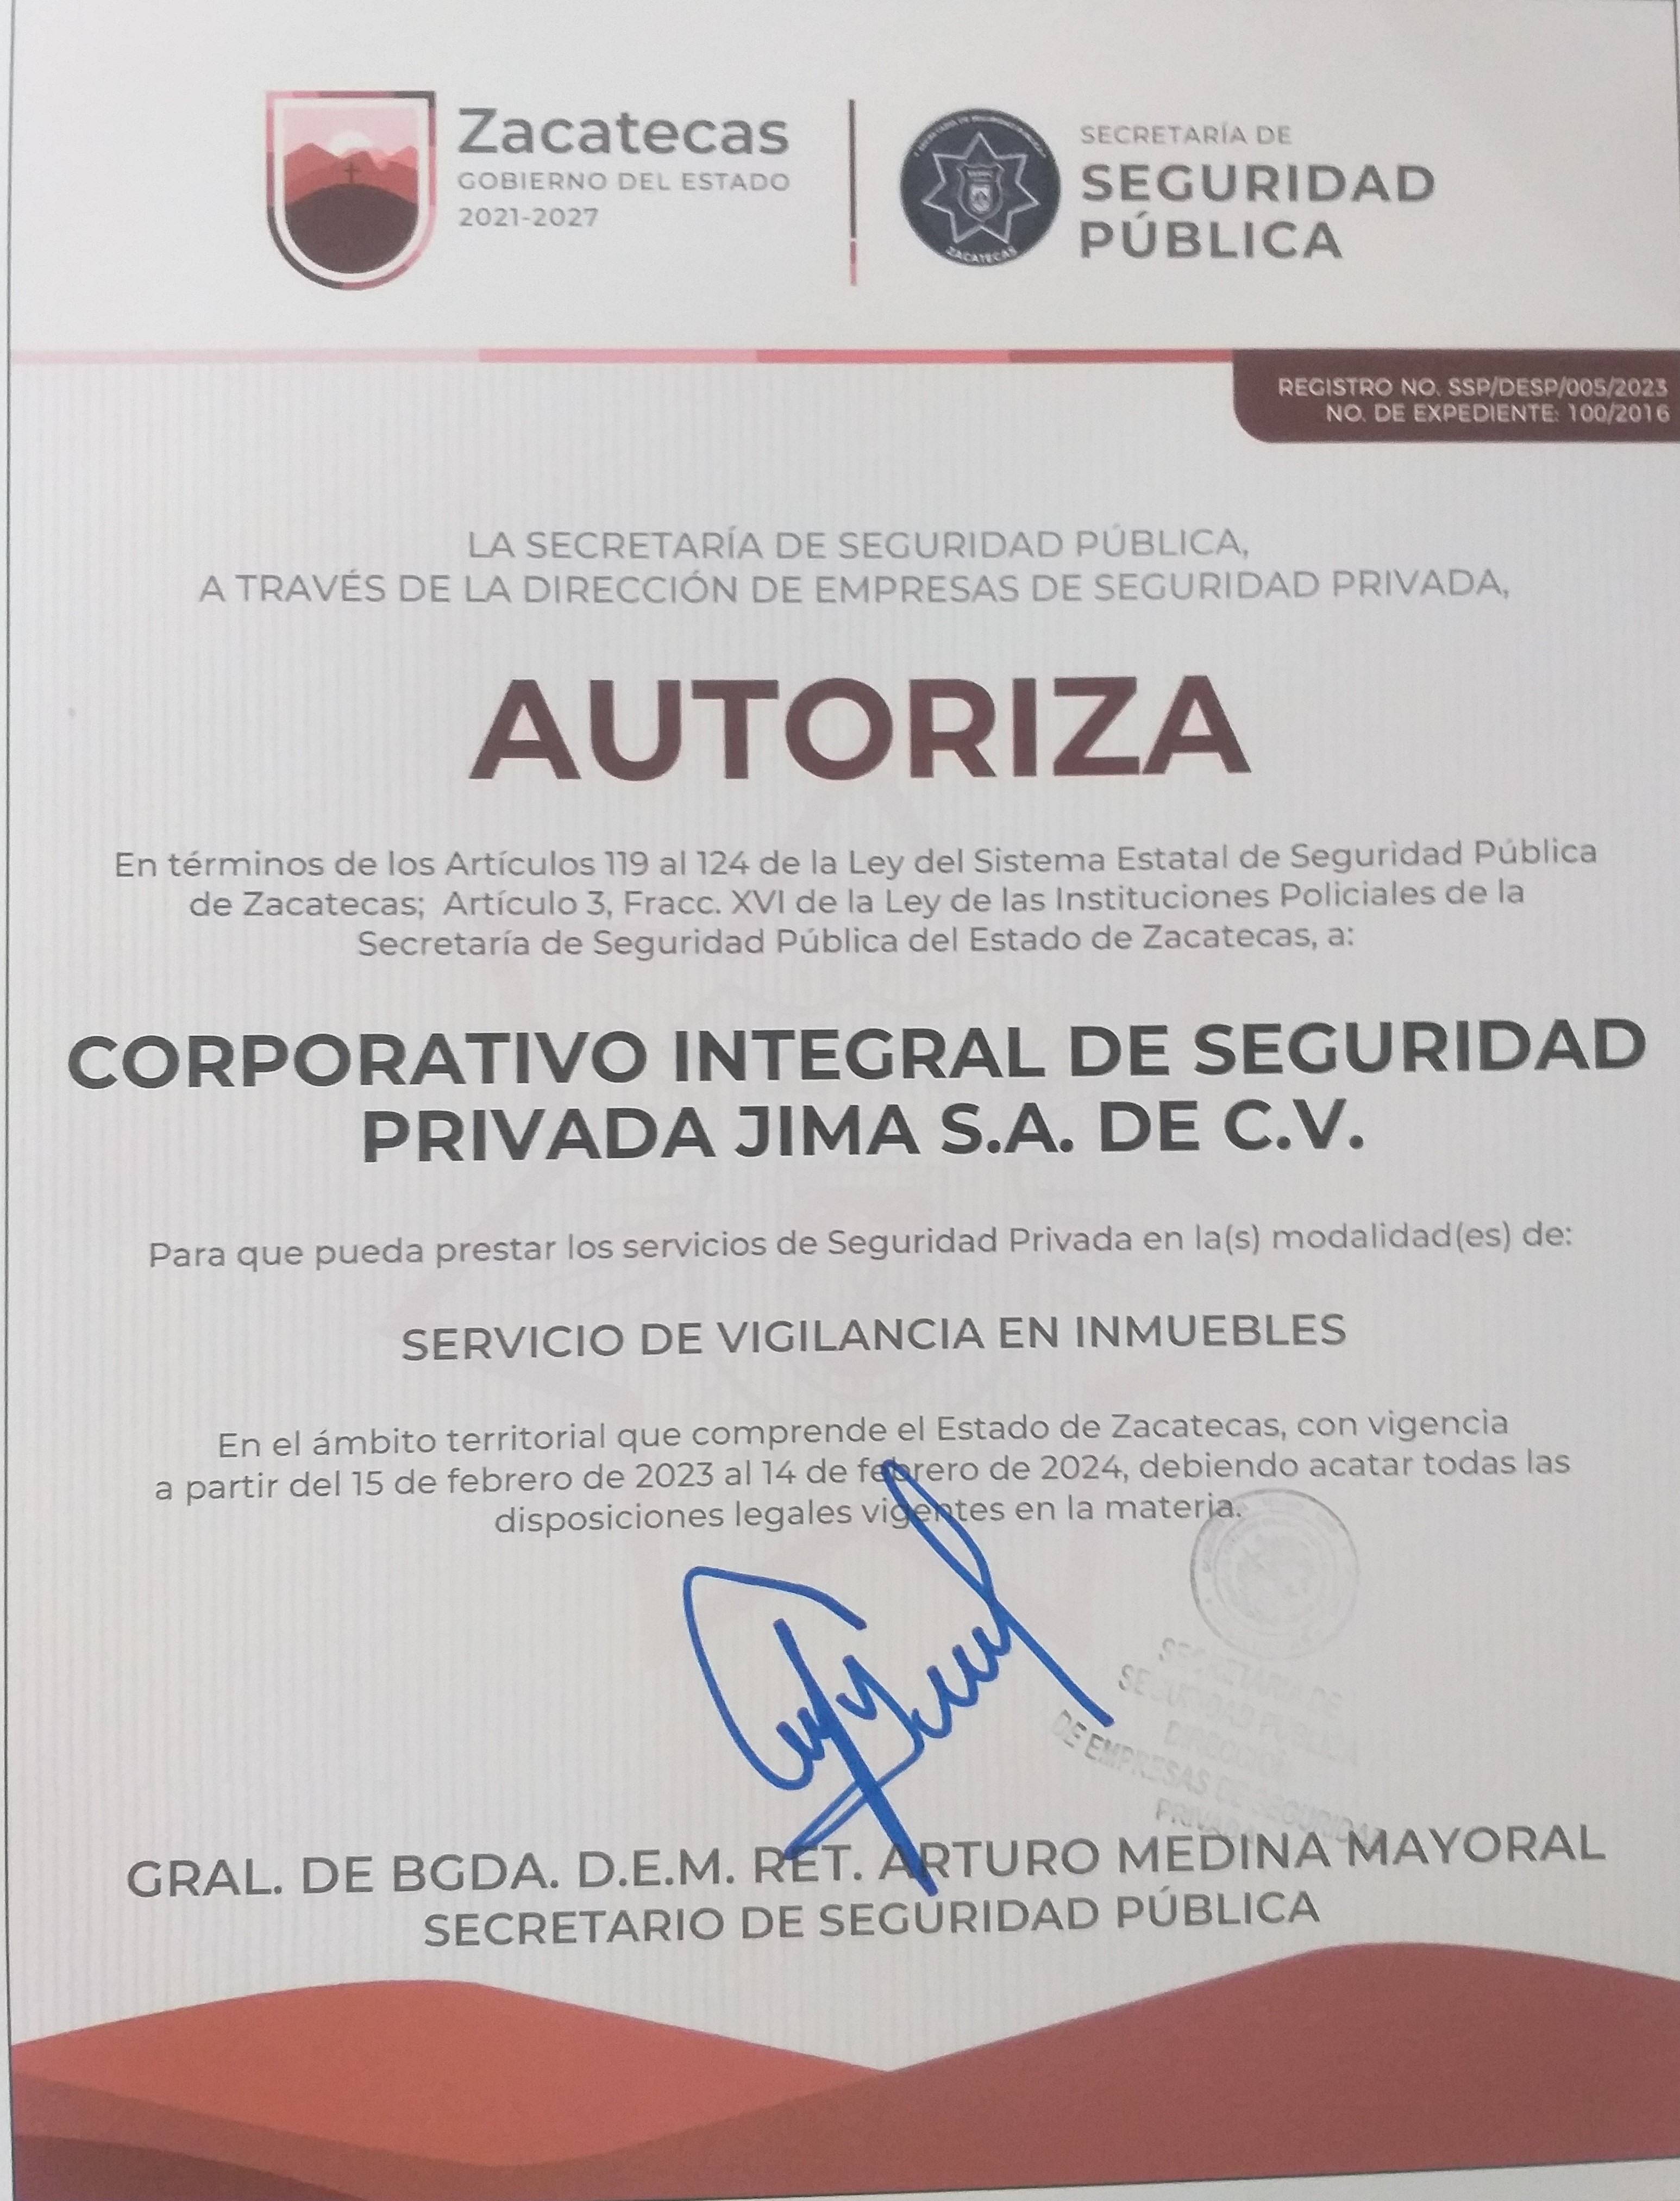 Zacatecas
GOBIERNO DEL ESTADO
2021-2027
SECRETARÍA DE
SEGURIDAD
PÚBLICA
ZACATECAS
REGISTRO NO. SSP/DESP/005/2023
NO. DE EXPEDIENTE: 100/2016
LA SECRETARÍA DE SEGURIDAD PÚBLICA,
A TRAVÉS DE LA DIRECCIÓN DE EMPRESAS DE SEGURIDAD PRIVADA,
AUTORIZA
En términos de los Artículos 119 al 124 de la Ley del Sistema Estatal de Seguridad Pública
de Zacatecas; Artículo 3, Fracc. XVI de la Ley de las Instituciones Policiales de la
Secretaría de Seguridad Pública del Estado de Zacatecas, a:
CORPORATIVO INTEGRAL DE SEGURIDAD
PRIVADA JIMA S.A. DE C.V.
Para que pueda prestar los servicios de Seguridad Privada en la(s) modalidad(es) de:
SERVICIO DE VIGILANCIA EN INMUEBLES
En el ámbito territorial que comprende el Estado de Zacatecas, con vigencia
a partir del 15 de febrero de 2023 al 14 de febrero de 2024, debiendo acatar todas las
disposiciones legales vigentes en la materia.
SECRETARIA DE
SEGURIDAD PUBLICA
DIRECCIÓN
DE EMPRESAS DE SEGURIDAD
PRIVADA
GRAL. DE BGDA. D.E.M. RET. ARTURO MEDINA MAYORAL
SECRETARIO DE SEGURIDAD PÚBLICA